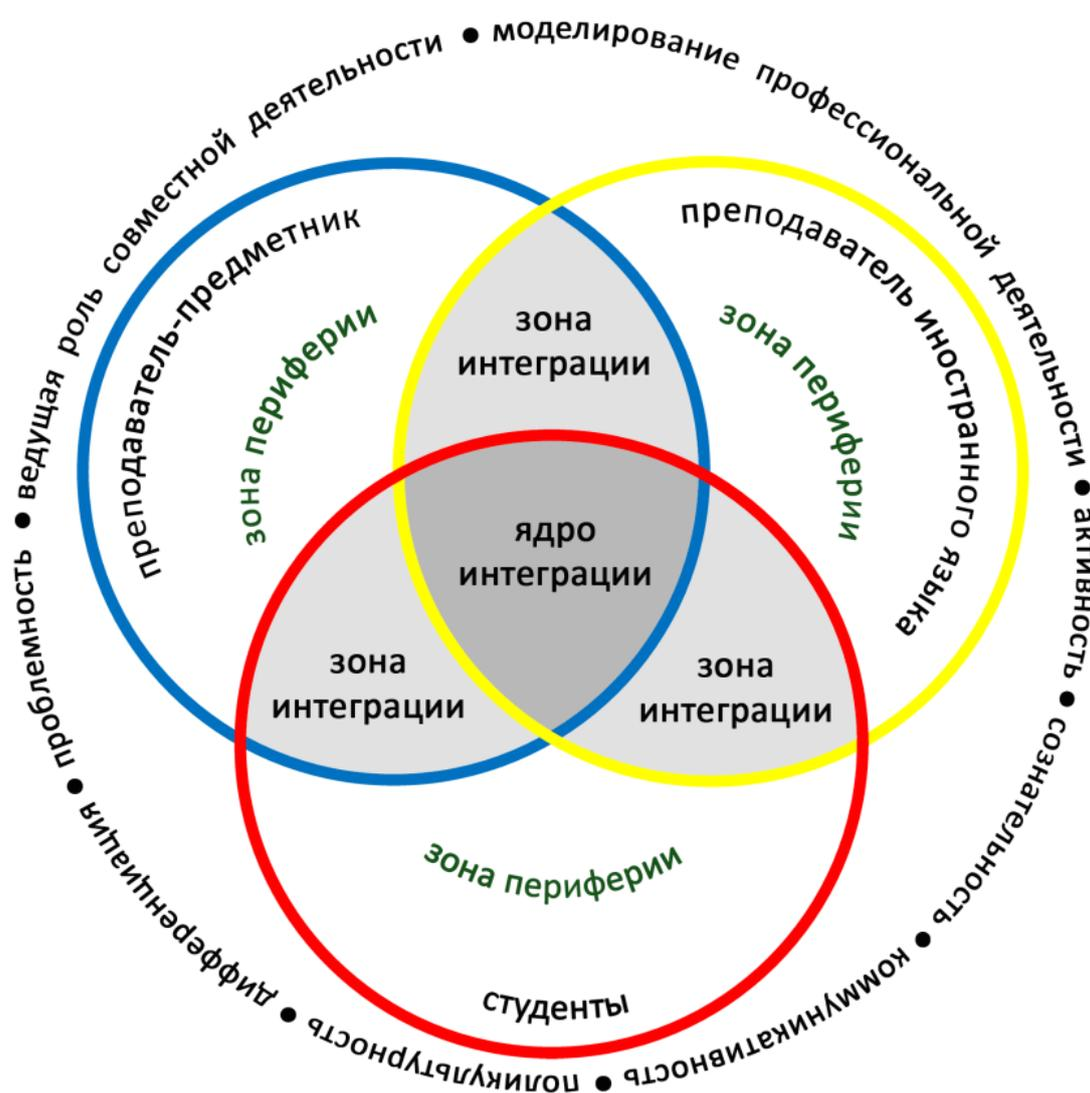 ведущая роль совместной деятельности • моделирование профессиональной деятельности • активность • сознательность • коммуникативность • поликультурность • дифференциация • проблемность •
преподаватель-предметник
зона периферии
преподаватель иностранного языка
зона периферии
зона
интеграции
ядро
интеграции
зона
интеграции
зона
интеграции
зона периферии
студенты